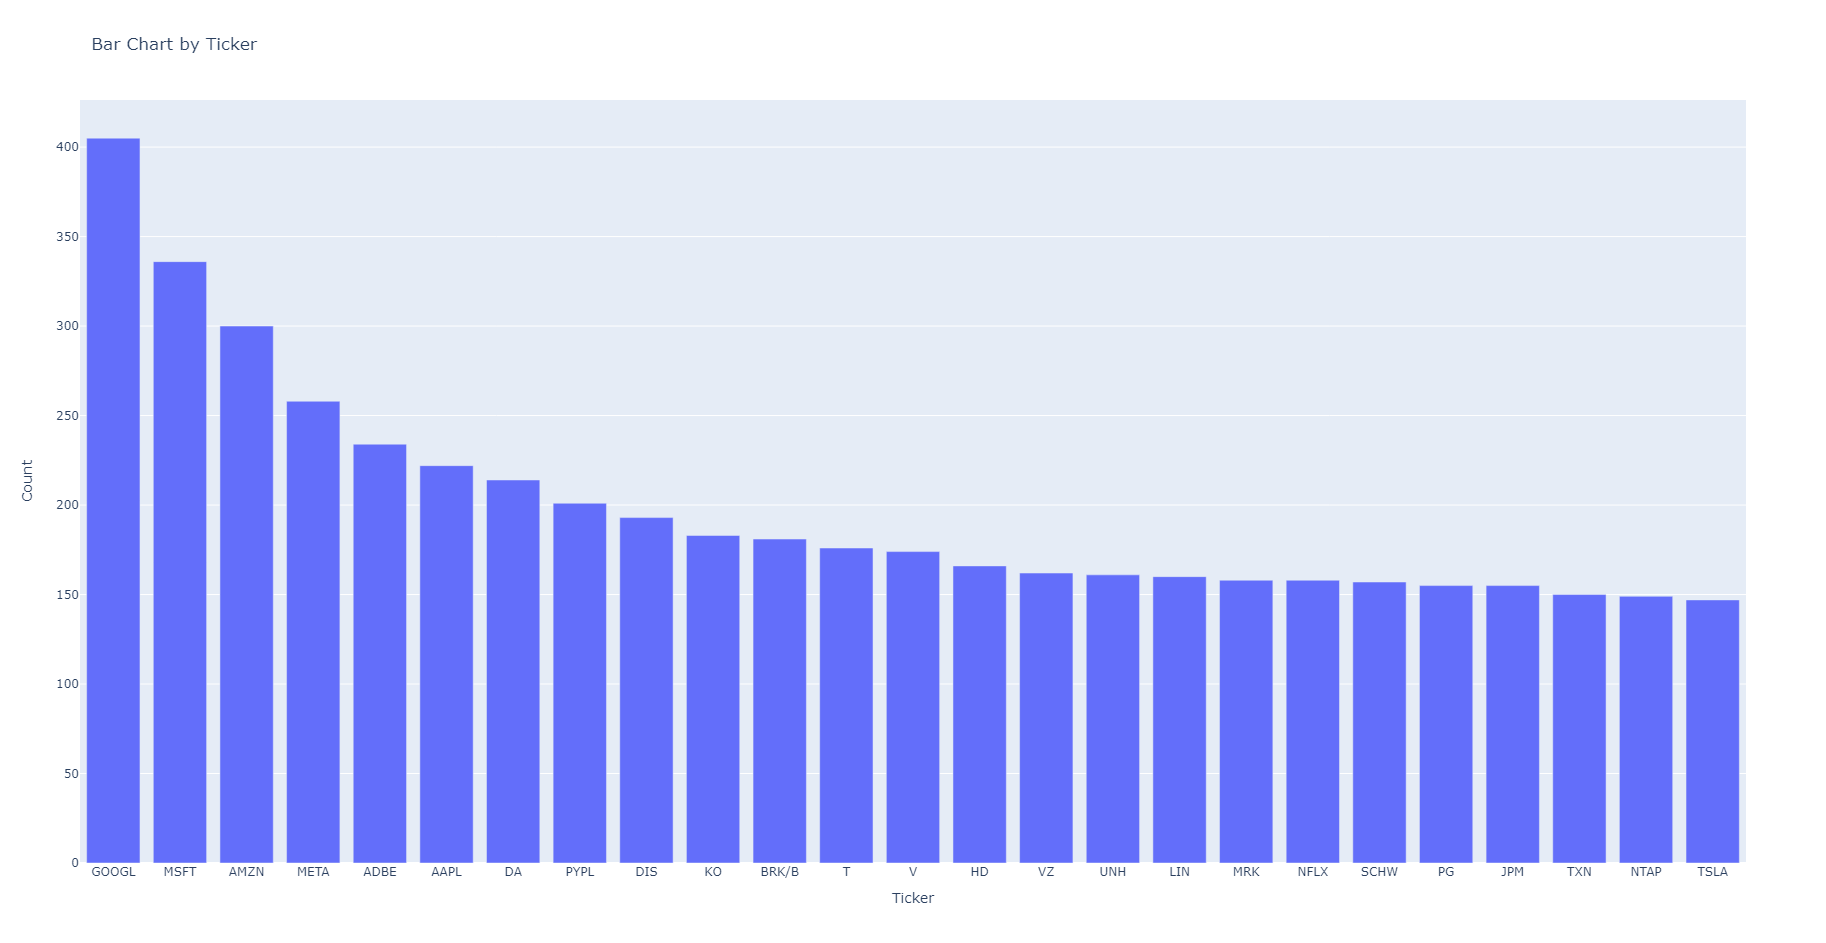 Bar Chart by Ticker
400
350
300
250
200
150
100
50
0
Count
GOOGL MSFT AMZN META ADBE AAPL DA PYPL DIS KO BRK/B T V HD VZ UNH LIN MRK NFLX SCHW PG JPM TXN NTAP TSLA
Ticker